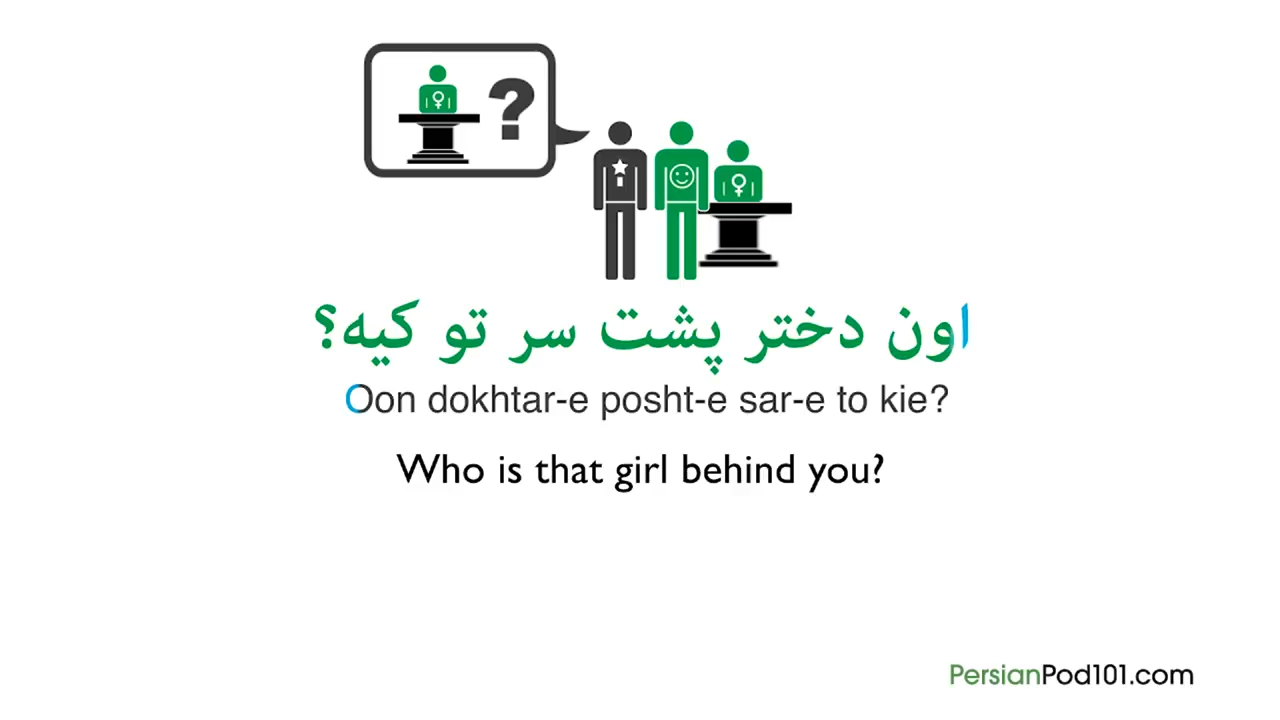 ?
اون دختر پشت سر تو کیه؟
Oon dokhtar-e posht-e sar-e to kie?
Who is that girl behind you?
PersianPod101.com